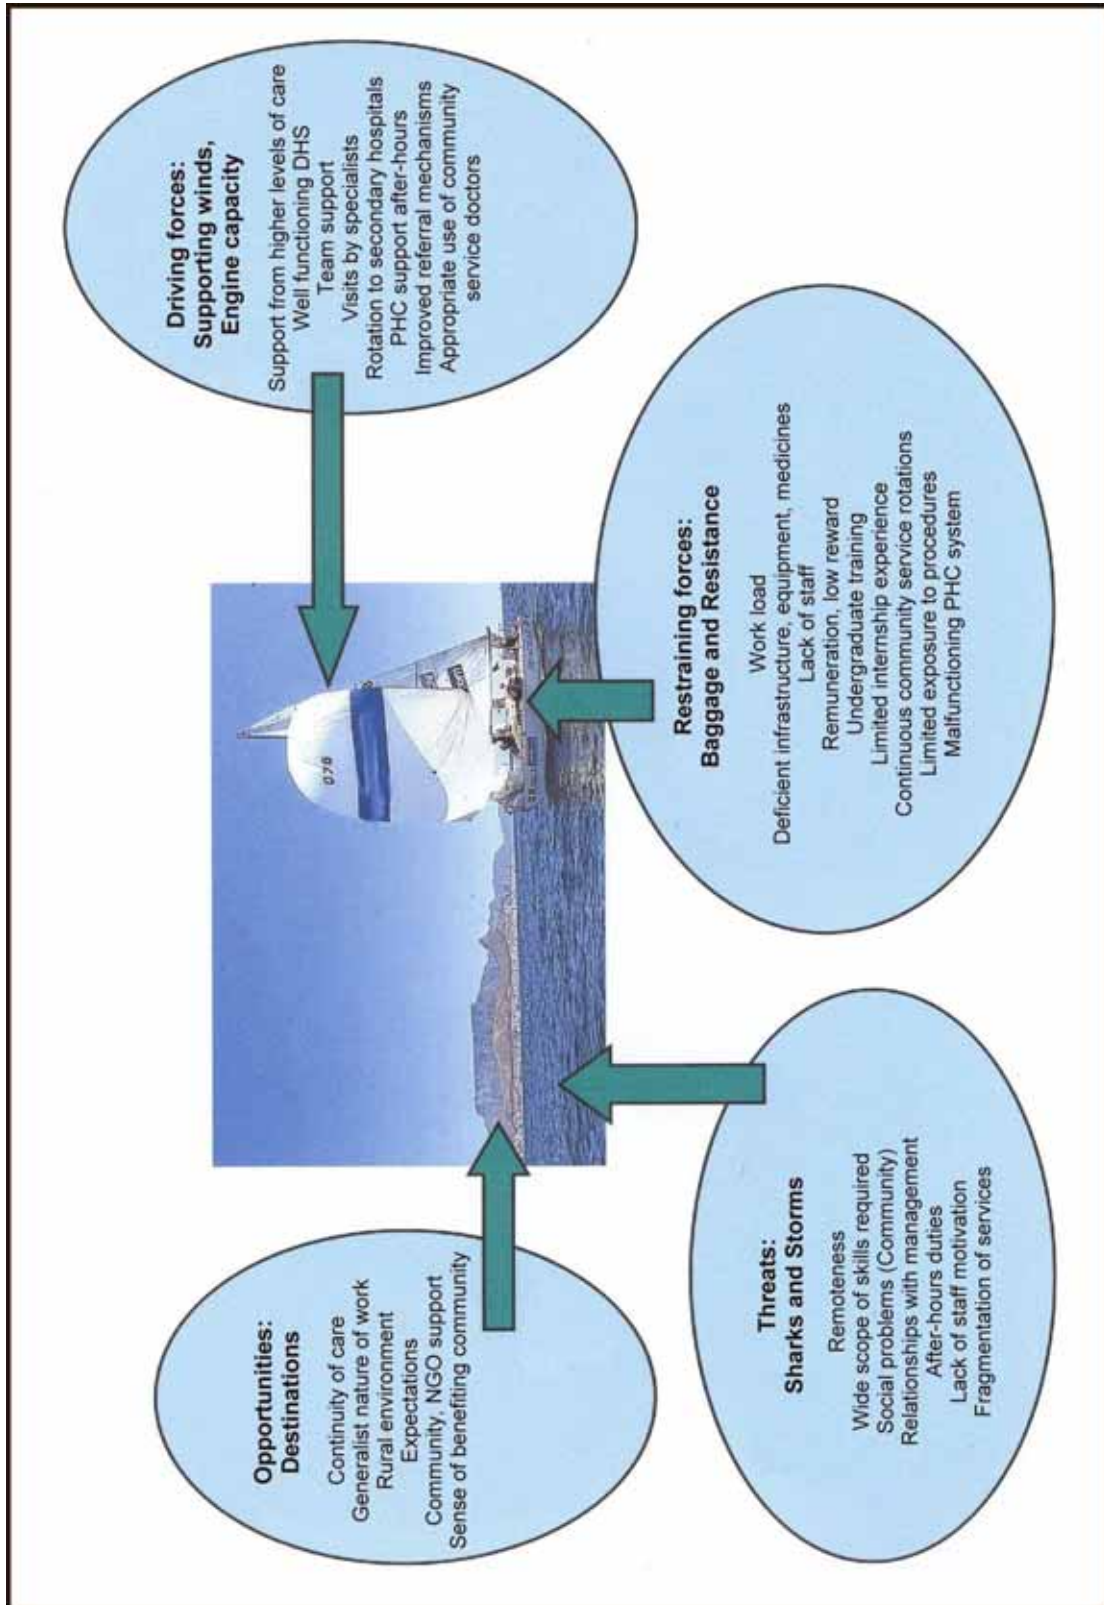 Opportunities:
Destinations
Continuity of care
Generalist nature of work
Rural environment
Expectations
Community, NGO support
Sense of benefiting community
Driving forces:
Supporting winds,
Engine capacity
Support from higher levels of care
Well functioning DHS
Team support
Visits by specialists
Rotation to secondary hospitals
PHC support after-hours
Improved referral mechanisms
Appropriate use of community
service doctors
078
Threats:
Sharks and Storms
Remoteness
Wide scope of skills required
Social problems (Community)
Relationships with management
After-hours duties
Lack of staff motivation
Fragmentation of services
Restraining forces:
Baggage and Resistance
Work load
Deficient infrastructure, equipment, medicines
Lack of staff
Remuneration, low reward
Undergraduate training
Limited internship experience
Continuous community service rotations
Limited exposure to procedures
Malfunctioning PHC system